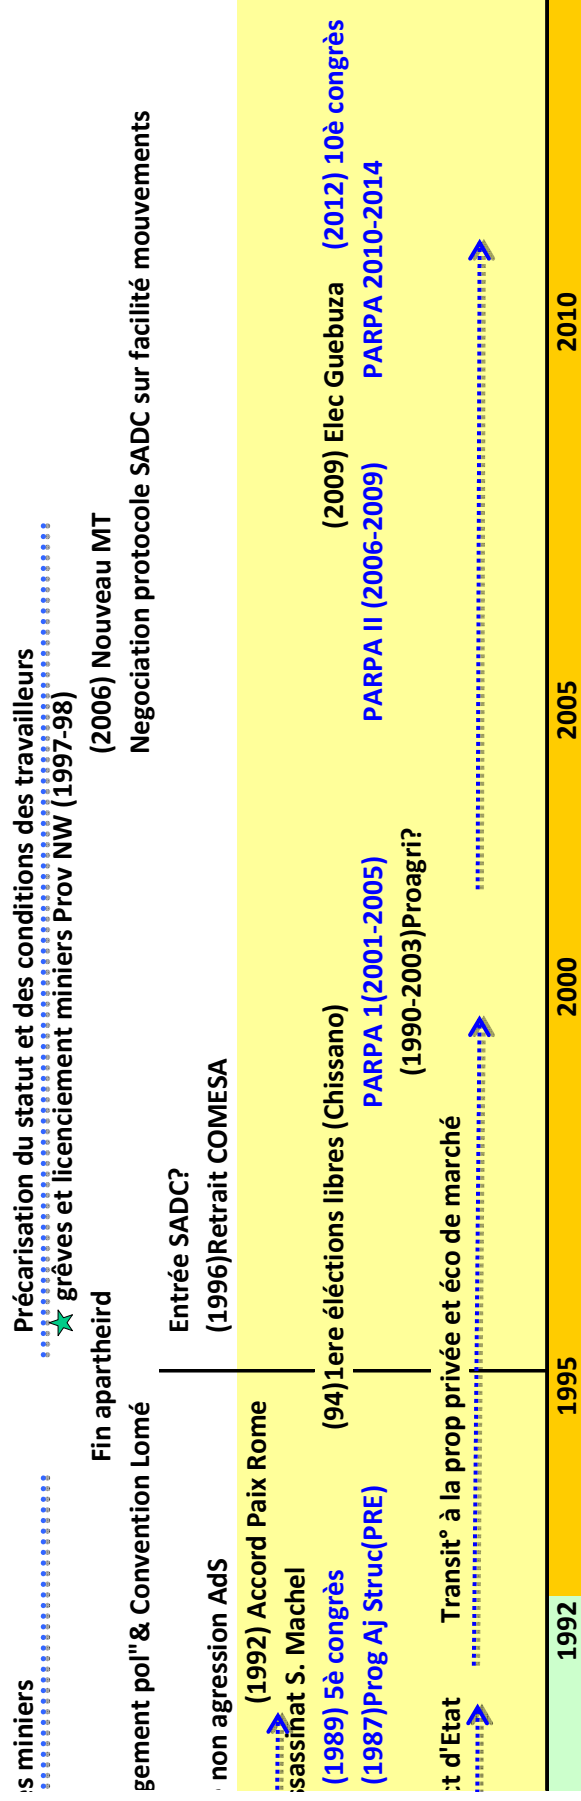 es miniers
Précarisation du statut et des conditions des travailleurs
grêves et licenciement miniers Prov NW (1997-98)
Fin apartheird
(2006) Nouveau MT
gement pol"& Convention Lomé
Negociation protocole SADC sur facilité mouvements
Entrée SADC?
non agression AdS
(1996)Retrait COMESA
(1992) Accord Paix Rome
ssassinat S. Machel
(1989) 5è congrès
(94)1ere éléctions libres (Chissano)
(2009) Elec Guebuza
(2012) 10è congrès
(1987)Prog Aj Struc(PRE)
PARPA 1(2001-2005)
PARPA II (2006-2009)
PARPA 2010-2014
(1990-2003)Proagri?
ct d'Etat
Transit° à la prop privée et éco de marché
1992
1995
2000
2005
2010